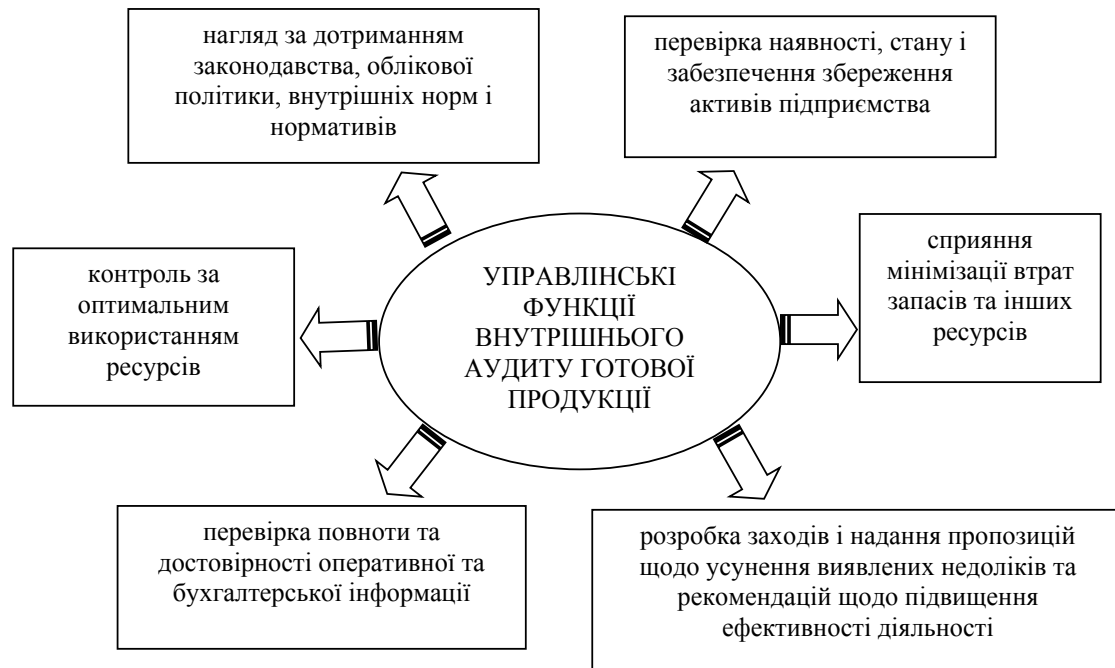 нагляд за дотриманням
законодавства, облікової
політики, внутрішніх норм і
нормативів
перевірка наявності, стану і
забезпечення збереження
активів підприємства
контроль за
оптимальним
використанням
ресурсів
УПРАВЛІНСЬКІ
ФУНКЦІЇ
ВНУТРІШНЬОГО
АУДИТУ ГОТОВОЇ
ПРОДУКЦІЇ
сприяння
мінімізації втрат
запасів та інших
ресурсів
перевірка повноти та
достовірності оперативної та
бухгалтерської інформації
розробка заходів і надання пропозицій
щодо усунення виявлених недоліків та
рекомендацій щодо підвищення
ефективності діяльності